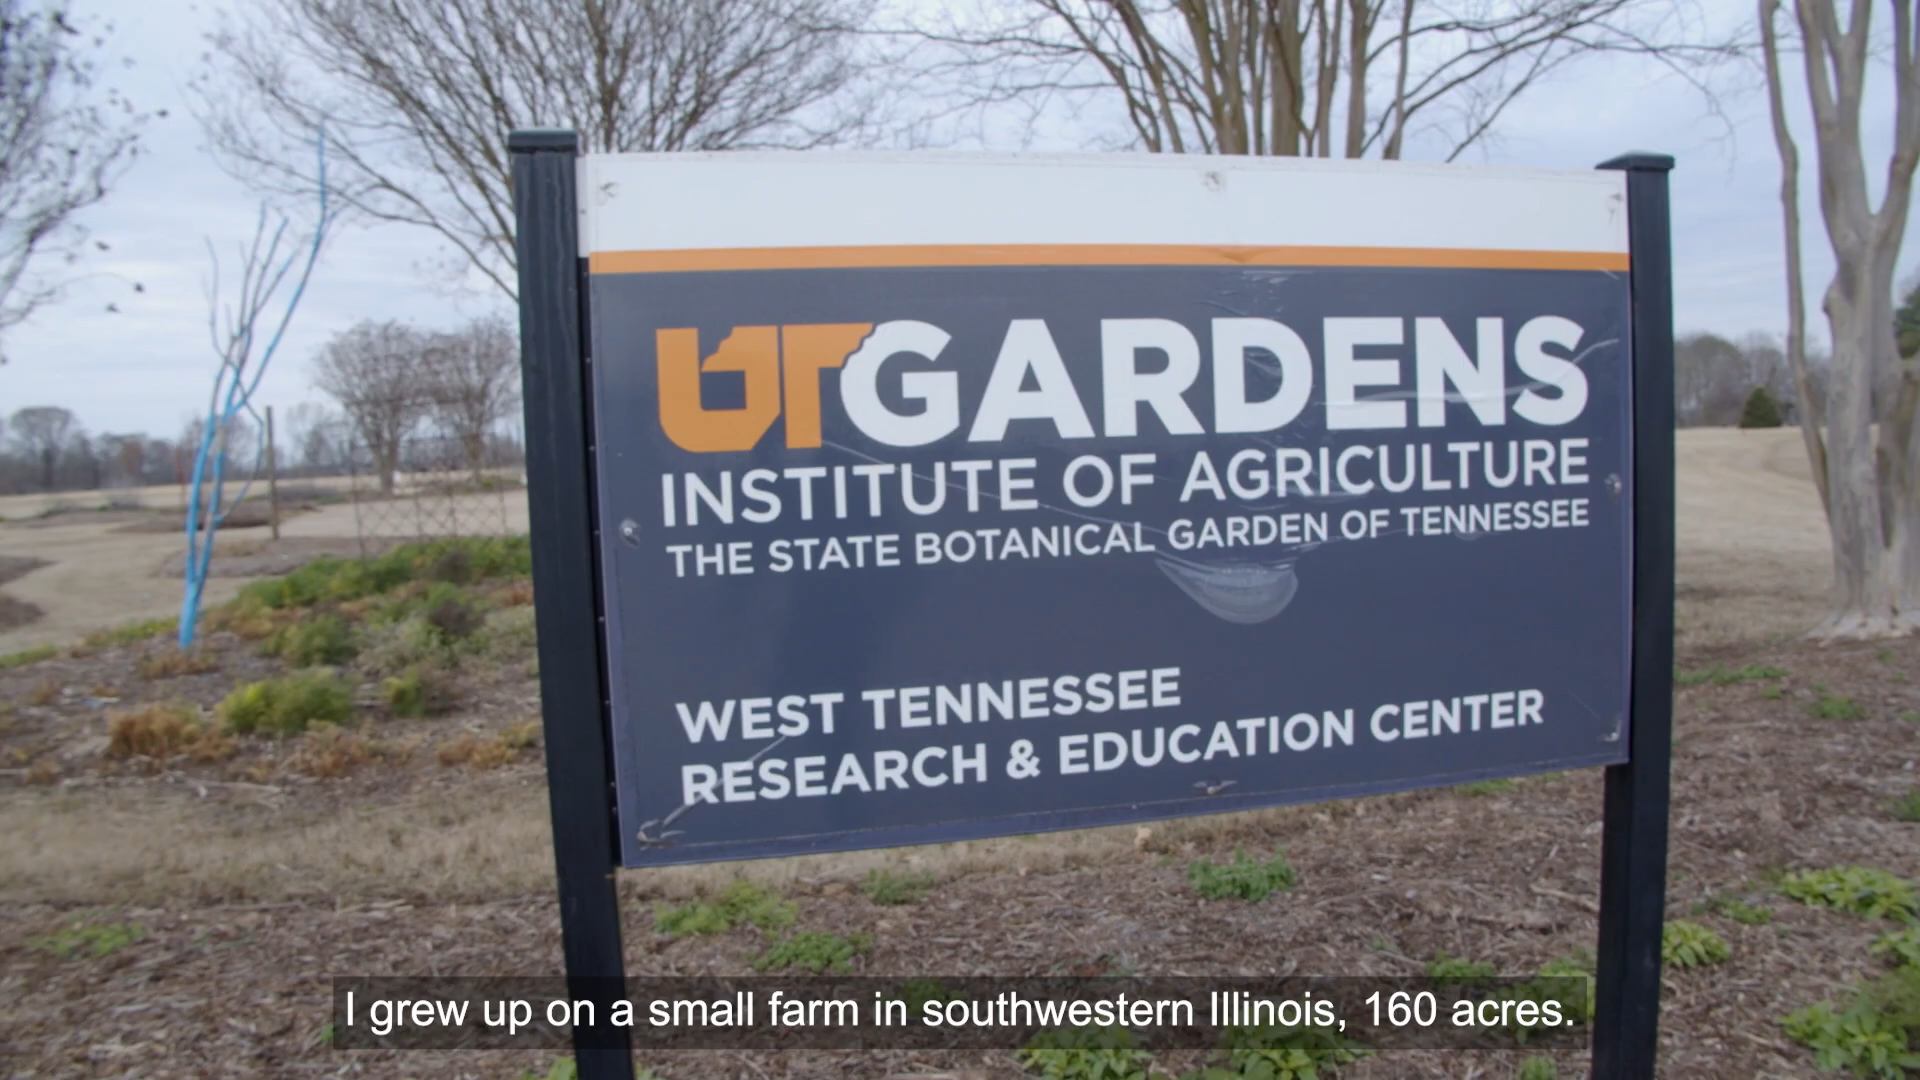 UTGARDENS
INSTITUTE OF AGRICULTURE
THE STATE BOTANICAL GARDEN OF TENNESSEE
WEST TENNESSEE
RESEARCH & EDUCATION CENTER
I grew up on a small farm in southwestern Illinois, 160 acres.